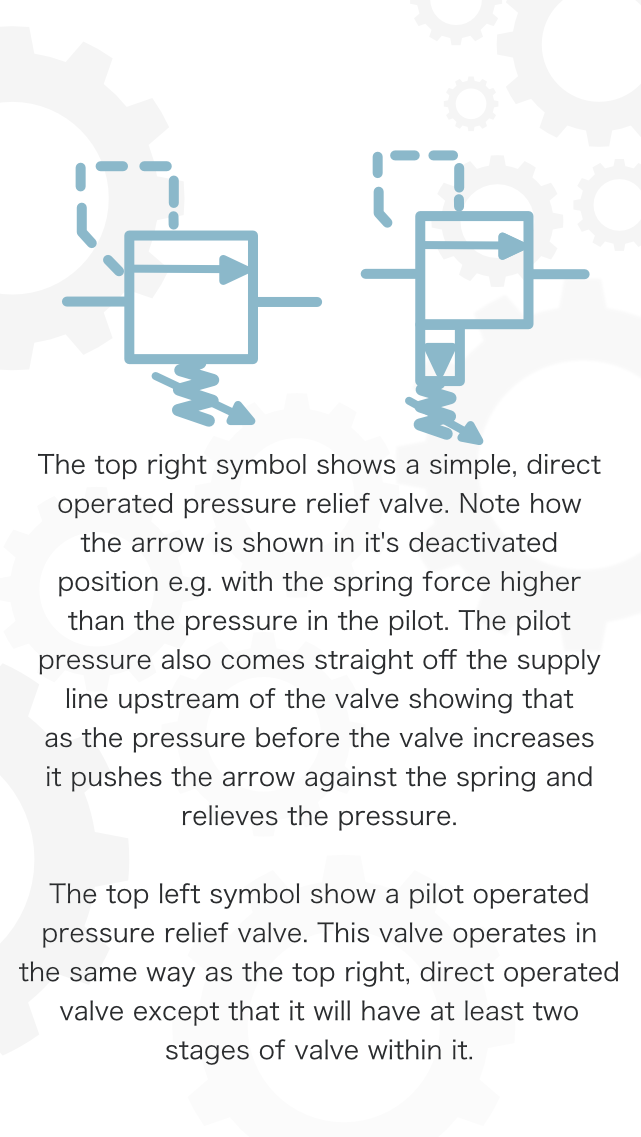 The top right symbol shows a simple, direct
operated pressure relief valve. Note how
the arrow is shown in it's deactivated
position e.g. with the spring force higher
than the pressure in the pilot. The pilot
pressure also comes straight off the supply
line upstream of the valve showing that
as the pressure before the valve increases
it pushes the arrow against the spring and
relieves the pressure.
The top left symbol show a pilot operated
pressure relief valve. This valve operates in
the same way as the top right, direct operated
valve except that it will have at least two
stages of valve within it.